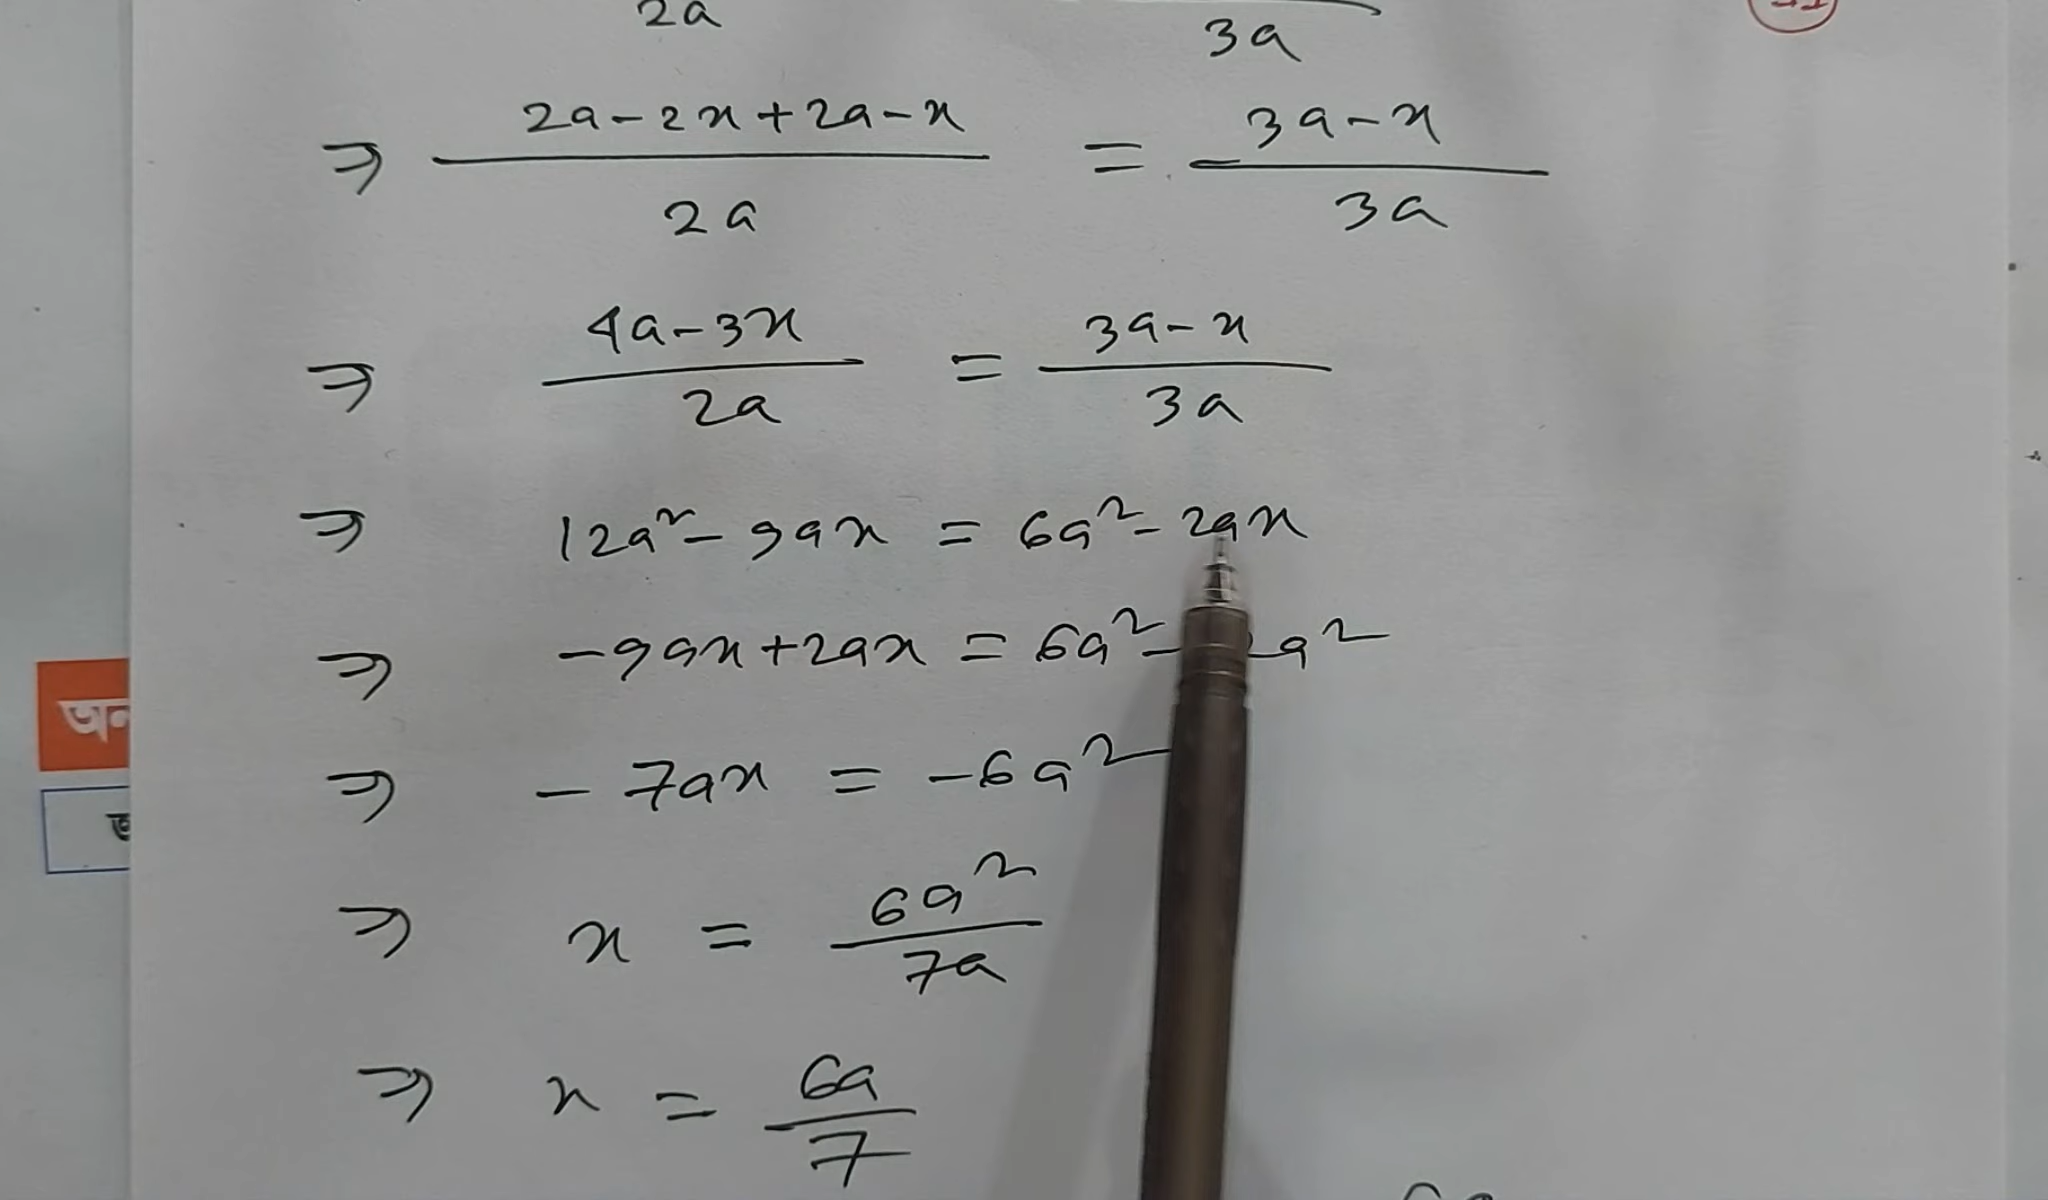 2a 3a
⇒ (2a-2x+2a-x)/2a = (3a-x)/3a
⇒ (4a-3x)/2a = (3a-x)/3a
⇒ 12a² - 9ax = 6a² - 2ax
⇒ -9ax+2ax = 6a² - 2a²
⇒ -7ax = -6a²
⇒ x = 6a²/7a
⇒ x = 6a/7